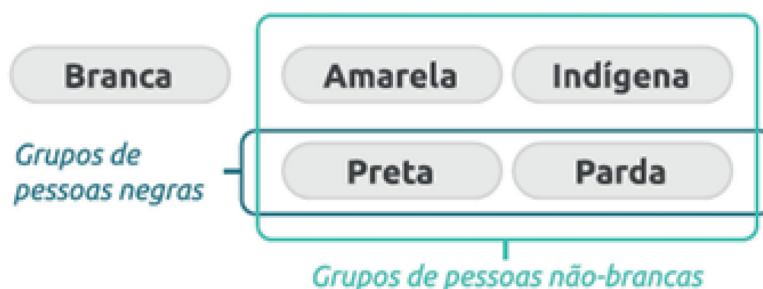 Branca
Amarela
Indígena
Grupos de
pessoas negras
Preta
Parda
Grupos de pessoas não-brancas